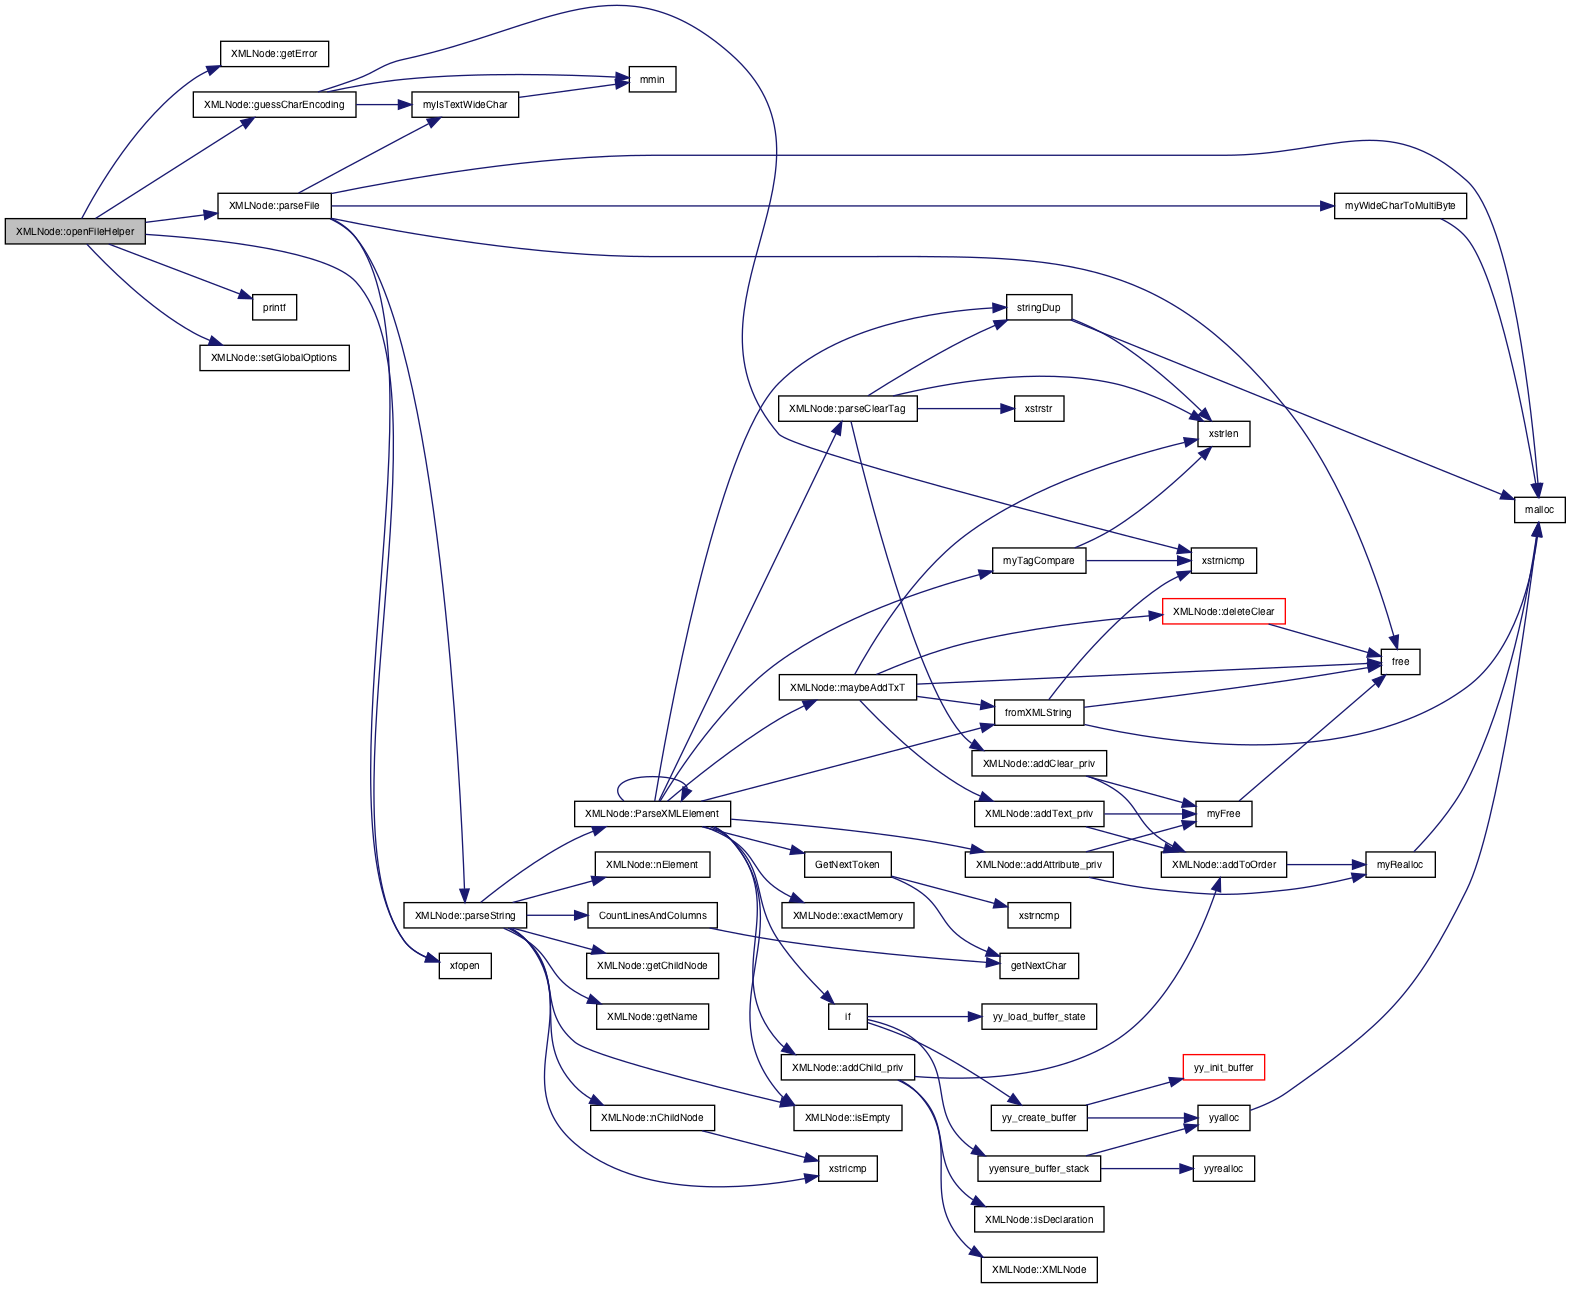 XMLNode::getError
mmin
XMLNode::guessCharEncoding
myIsTextWideChar
XMLNode::parseFile
myWideCharToMultiByte
XMLNode::openFileHelper
printf
stringDup
XMLNode::setGlobalOptions
XMLNode::parseClearTag
xstrstr
xstrlen
malloc
myTagCompare
xstrnicmp
XMLNode::deleteClear
free
XMLNode::maybeAddTxT
fromXMLString
XMLNode::addClear_priv
XMLNode::ParseXMLElement
XMLNode::addText_priv
myFree
XMLNode::nElement
GetNextToken
XMLNode::addAttribute_priv
XMLNode::addToOrder
myRealloc
XMLNode::parseString
CountLinesAndColumns
XMLNode::exactMemory
xstrncmp
xfopen
XMLNode::getChildNode
getNextChar
XMLNode::getName
if
yy_load_buffer_state
XMLNode::addChild_priv
yy_init_buffer
XMLNode::nChildNode
XMLNode::isEmpty
yy_create_buffer
yyalloc
xstricmp
yyensure_buffer_stack
yyrealloc
XMLNode::isDeclaration
XMLNode::XMLNode